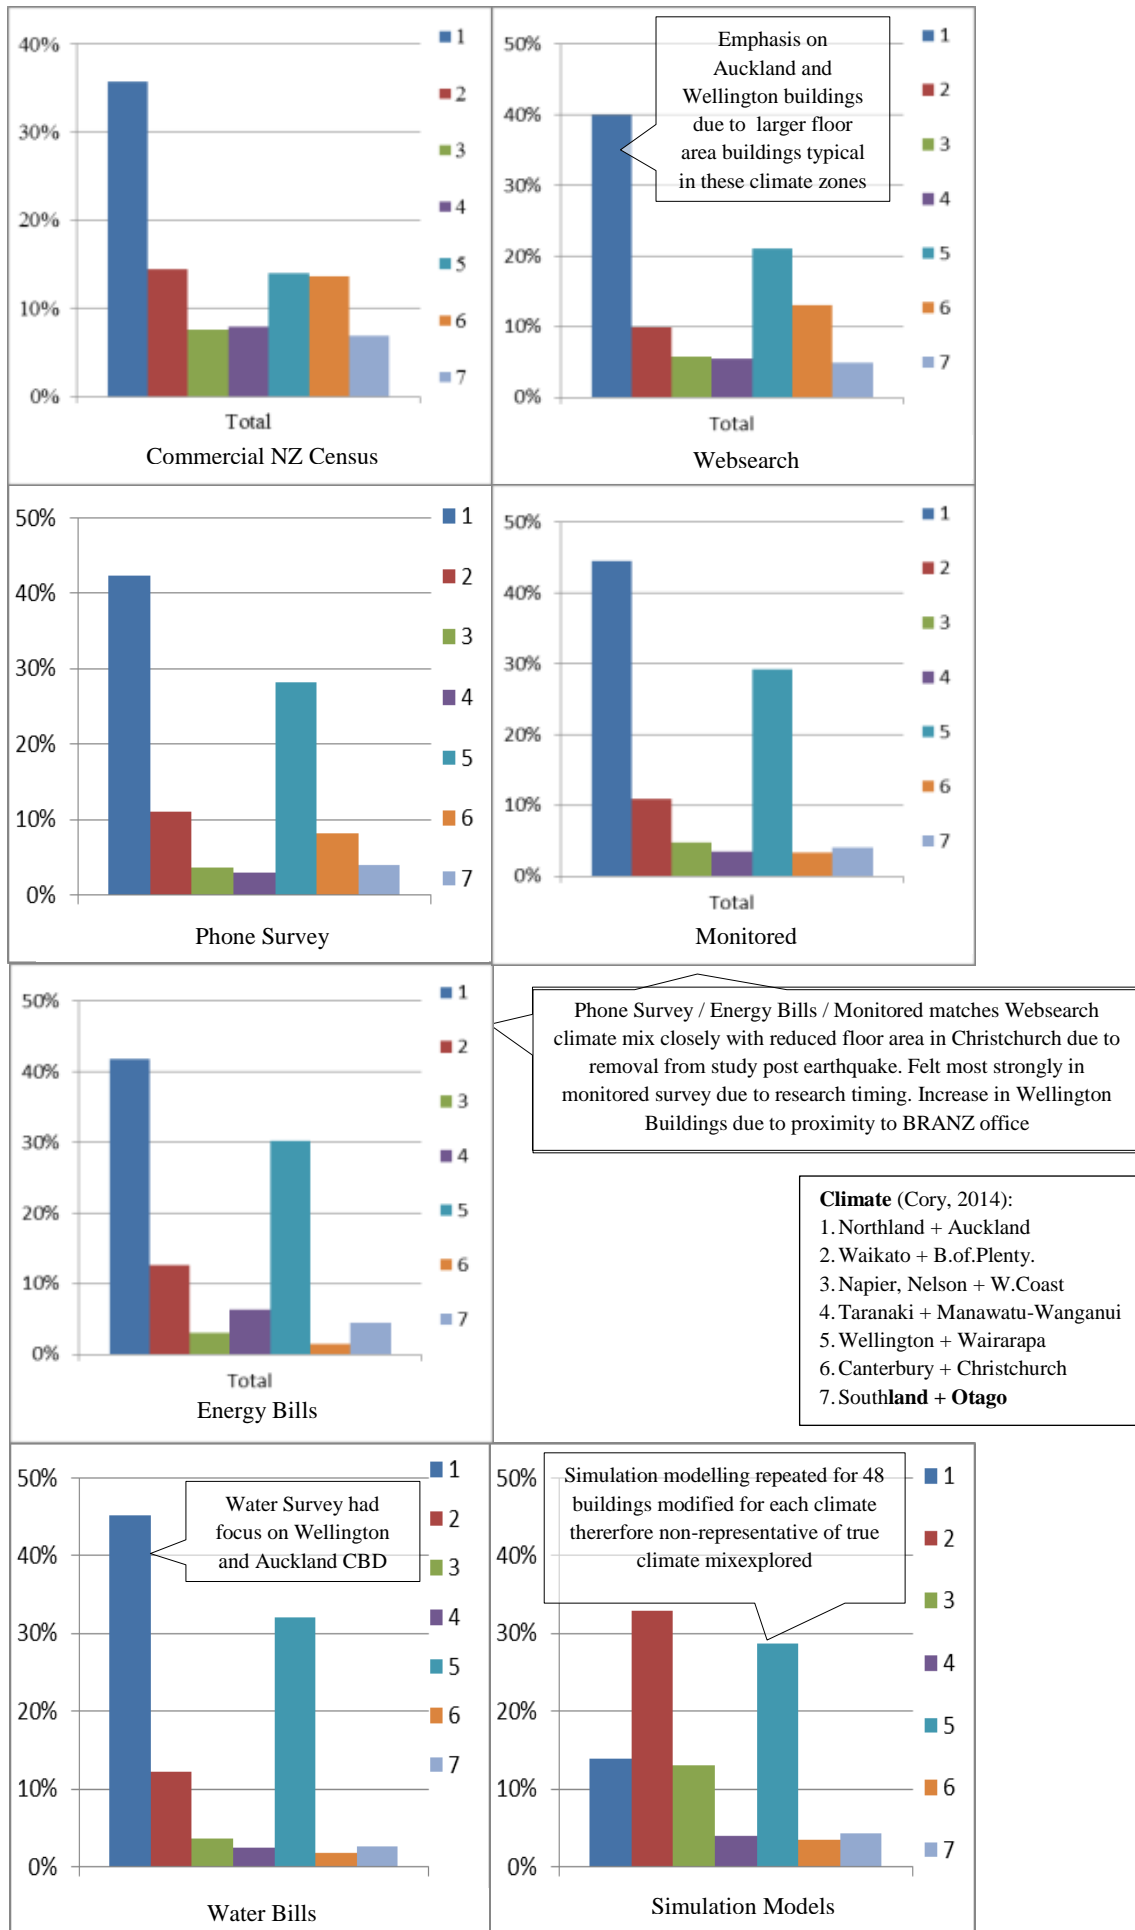 40%
30%
20%
10%
0%
1
2
3
4
5
6
7
Total
Commercial NZ Census
50%
40%
30%
20%
10%
0%
Emphasis on
Auckland and
Wellington buildings
due to larger floor
area buildings typical
in these climate zones
1
2
3
4
5
6
7
Total
Websearch
50%
40%
30%
20%
10%
0%
1
2
3
4
5
6
7
Phone Survey
50%
40%
30%
20%
10%
0%
1
2
3
4
5
6
7
Total
Monitored
50%
40%
30%
20%
10%
0%
1
2
3
4
5
6
7
Total
Energy Bills
Phone Survey / Energy Bills / Monitored matches Websearch
climate mix closely with reduced floor area in Christchurch due to
removal from study post earthquake. Felt most strongly in
monitored survey due to research timing. Increase in Wellington
Buildings due to proximity to BRANZ office
Climate (Cory, 2014):
1. Northland + Auckland
2. Waikato + B.of.Plenty.
3. Napier, Nelson + W.Coast
4. Taranaki + Manawatu-Wanganui
5. Wellington + Wairarapa
6. Canterbury + Christchurch
7. Southland + Otago
50%
40%
30%
20%
10%
0%
Water Survey had
focus on Wellington
and Auckland CBD
1
2
3
4
5
6
7
Water Bills
50%
40%
30%
20%
10%
0%
Simulation modelling repeated for 48
buildings modified for each climate
thererfore non-representative of true
climate mixexplored
1
2
3
4
5
6
7
Simulation Models